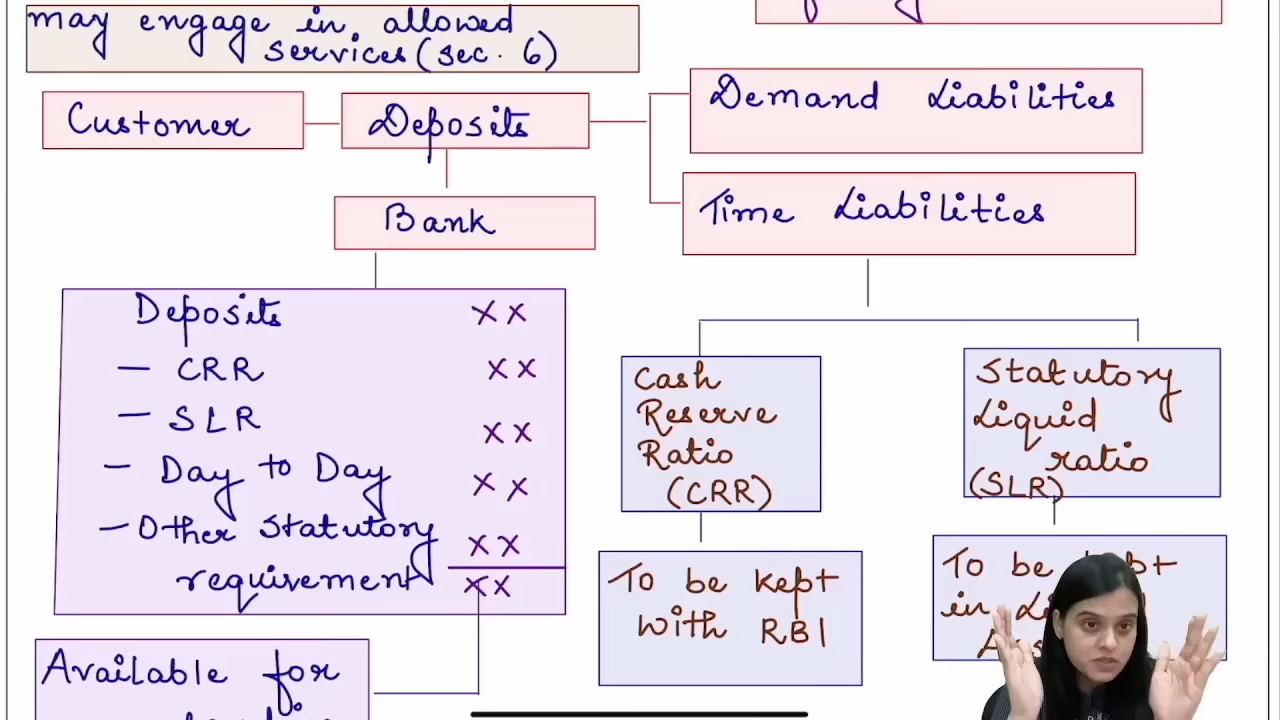 may engage in allowed
services (sec. 6)
Customer
Deposits
Demand Liabilities
Time Liabilities
Bank
Deposits xx
- CRR xx
- SLR xx
- Day to Day xx
- Other Statutory
requirement xx
xx
Available for
Cash
Reserve
Ratio
(CRR)
To be kept
with RBI
Statutory
Liquid
ratio
(SLR)
To be
in